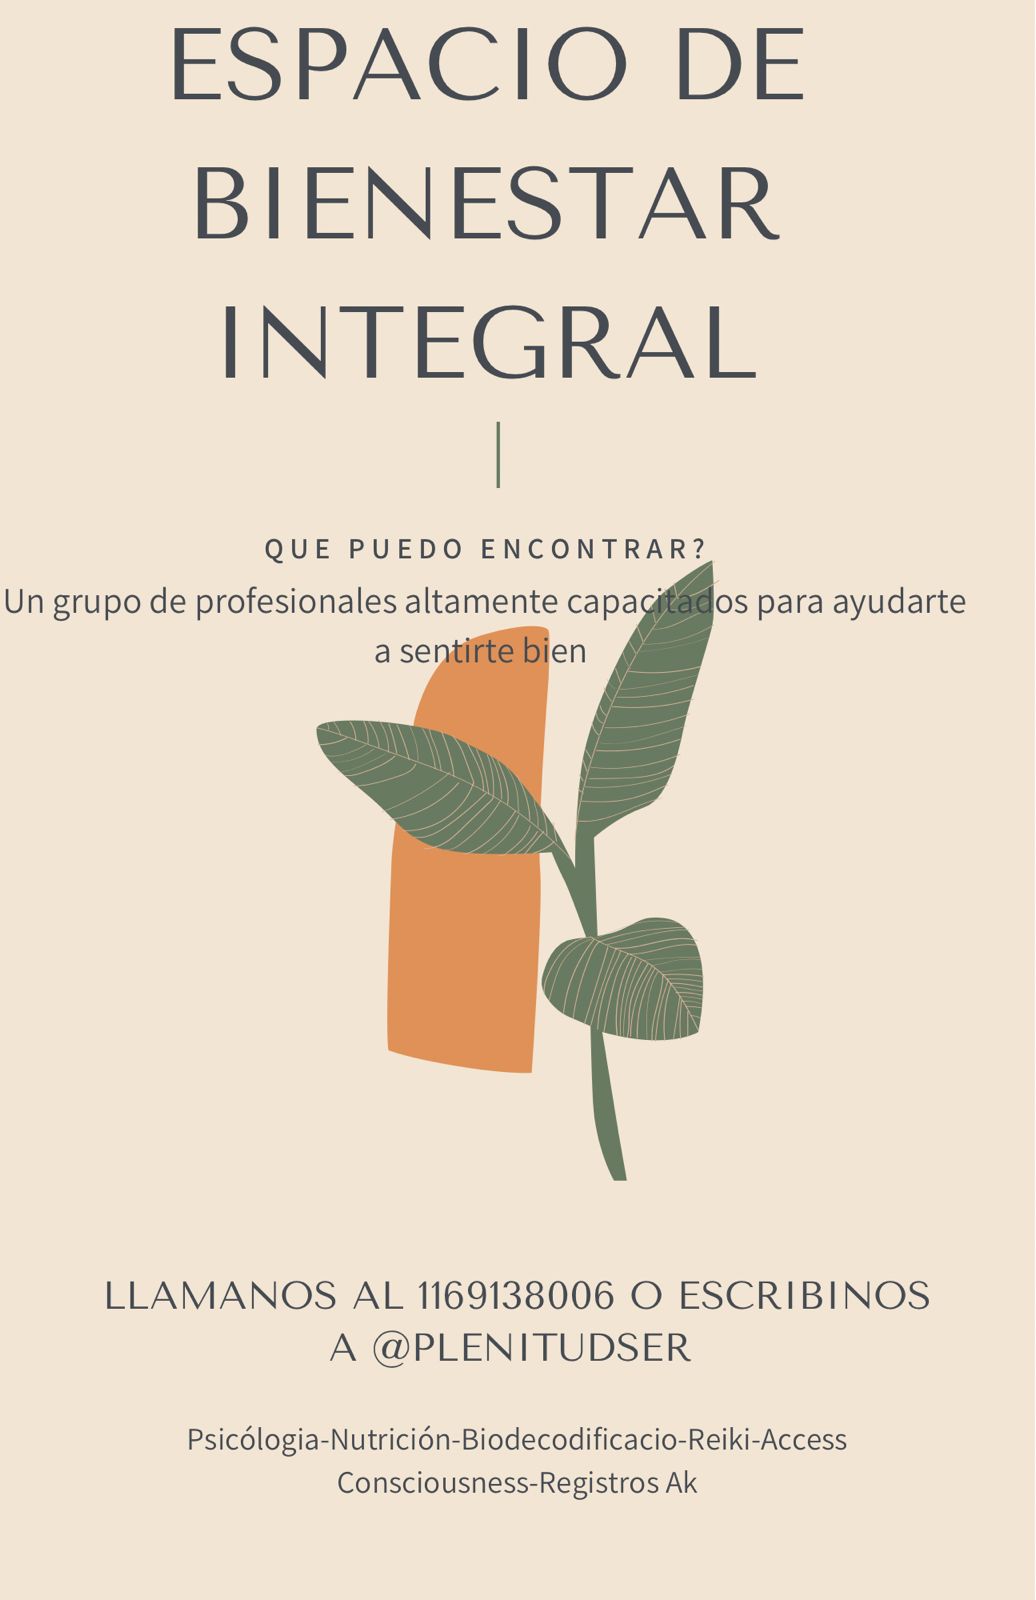 ESPACIO DE
BIENESTAR
INTEGRAL
QUE PUEDO ENCONTRAR?
Un grupo de profesionales altamente capacitados para ayudarte
a sentirte bien
LLAMANOS AL 1169138006 O ESCRIBINOS
A @PLENITUDSER
Psicólogia-Nutrición-Biodecodificacio-Reiki-Access
Consciousness-Registros Ak